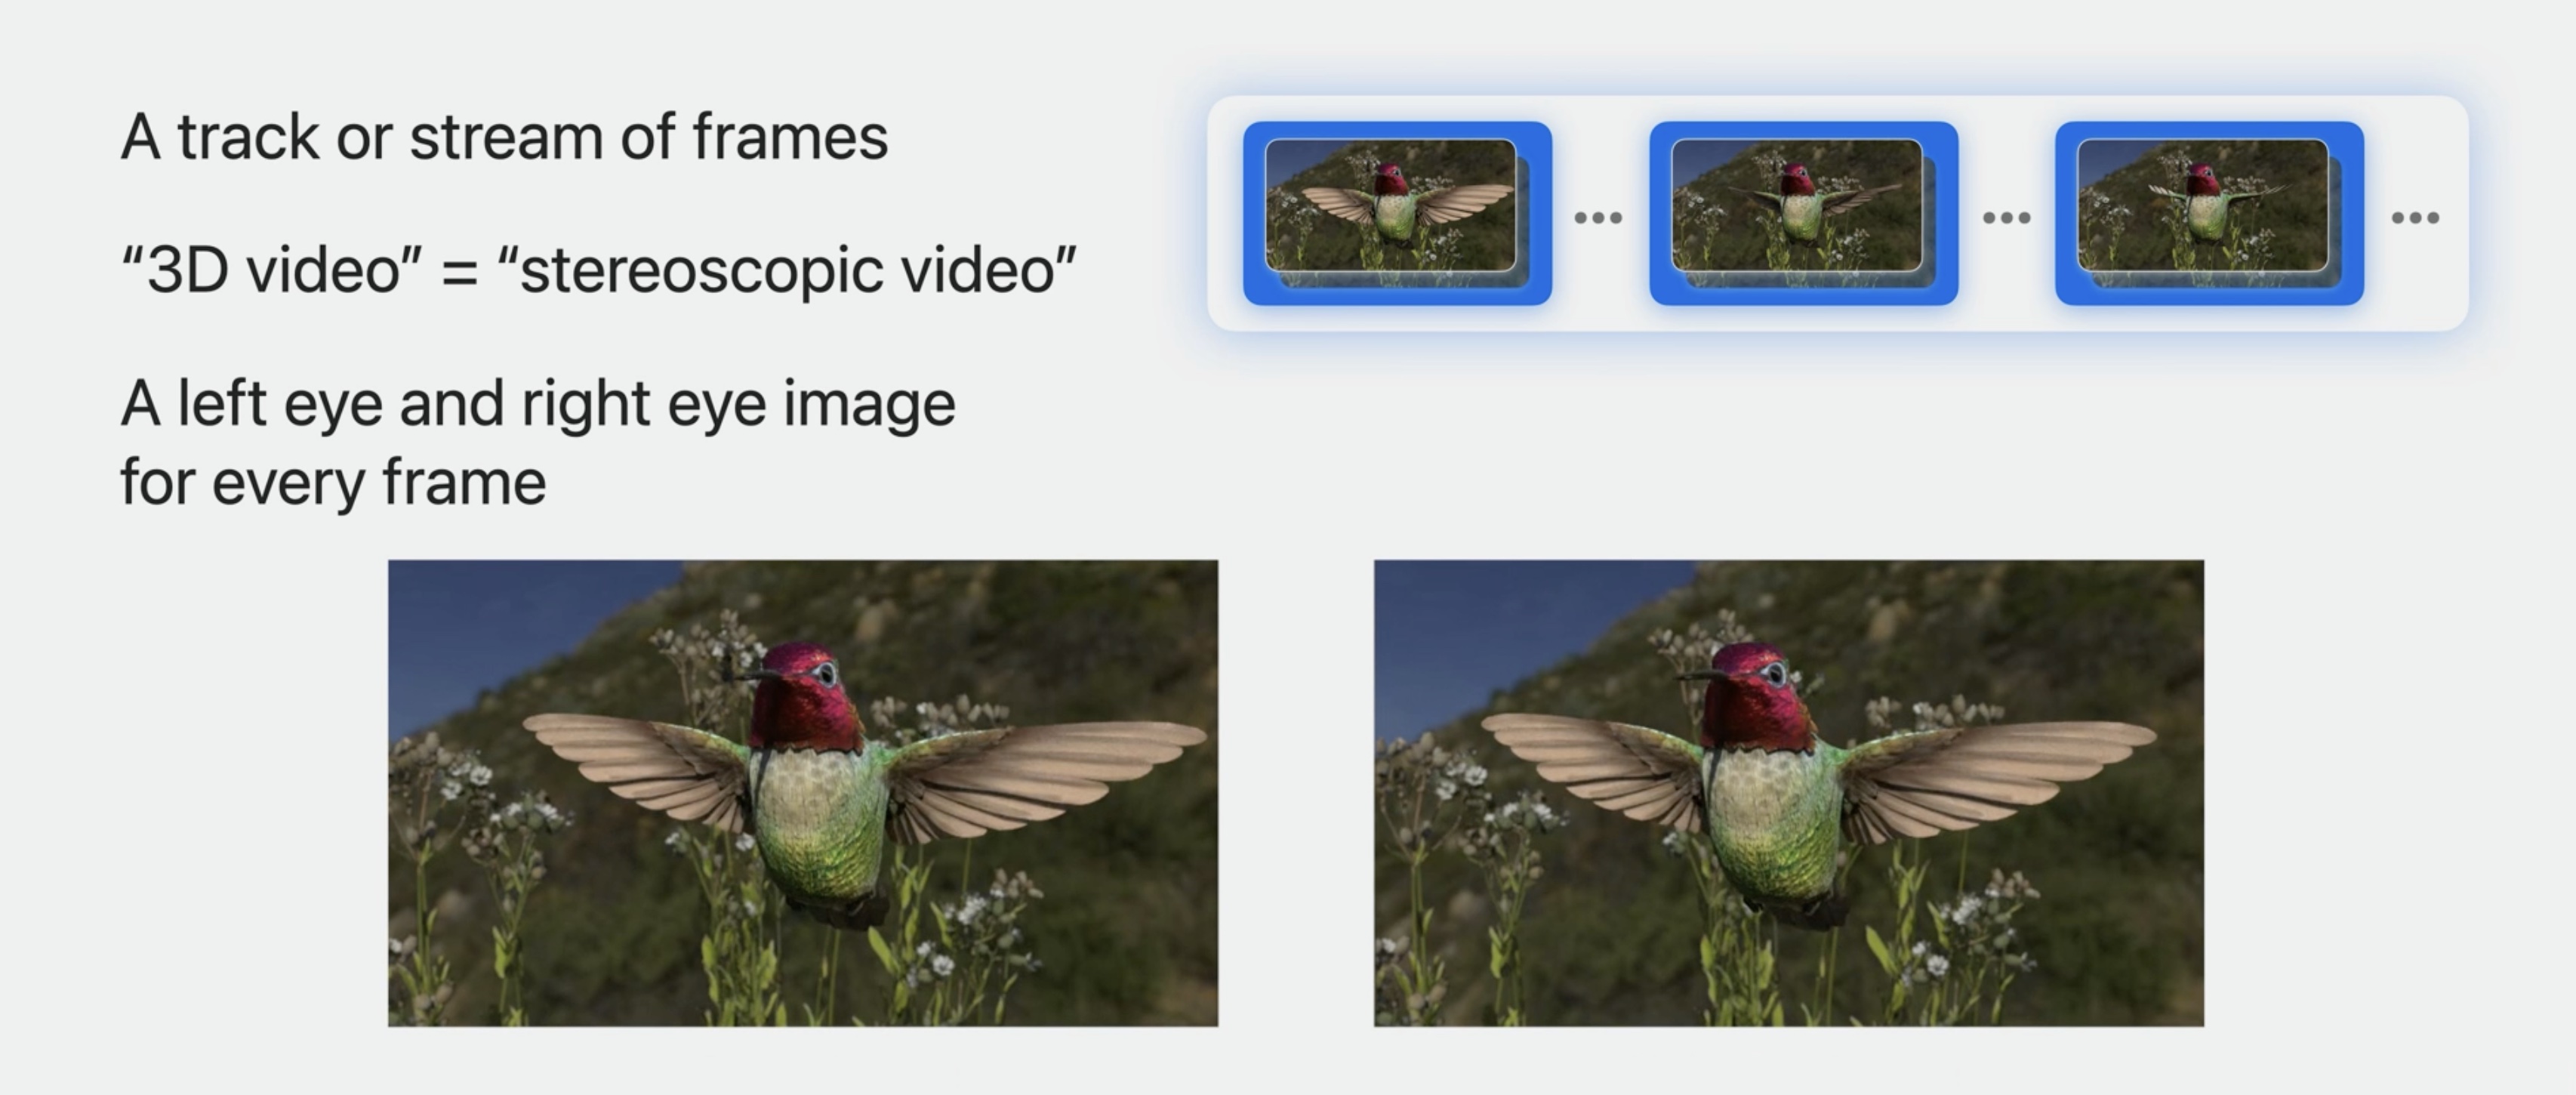 A track or stream of frames
“3D video” = “stereoscopic video”
A left eye and right eye image
for every frame